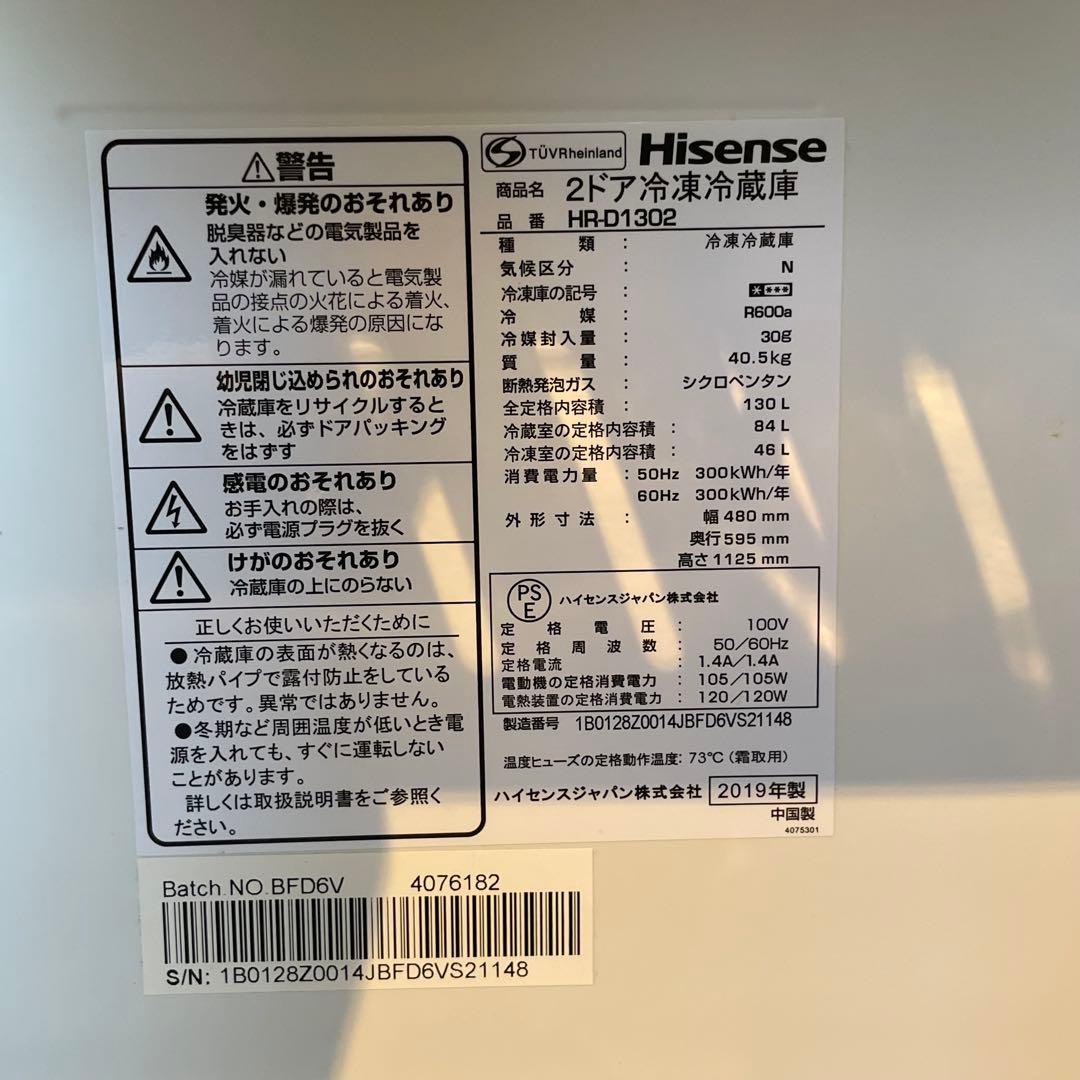 ⚠警告
発火・爆発のおそれあり
脱臭器などの電気製品を
入れない
冷媒が漏れていると電気製
品の接点の火花による着火、
着火による爆発の原因にな
ります。
幼児閉じ込められのおそれあり
冷蔵庫をリサイクルすると
きは、必ずドアパッキング
をはずす
感電のおそれあり
お手入れの際は、
必ず電源プラグを抜く
けがのおそれあり
冷蔵庫の上にのらない
正しくお使いいただくために
●冷蔵庫の表面が熱くなるのは、
放熱パイプで露付防止をしている
ためです。異常ではありません。
●冬期など周囲温度が低いとき電
源を入れても、すぐに運転しない
ことがあります。
詳しくは取扱説明書をご参照く
ださい。
TÜVRheinland Hisense
商品名 2ドア冷凍冷蔵庫
品番 HR-D1302
種類 : 冷凍冷蔵庫
気候区分 : N
冷凍庫の記号 : ****
冷媒 : R600a
冷媒封入量 : 30g
質量 : 40.5kg
断熱発泡ガス : シクロペンタン
全定格内容積 : 130 L
冷蔵室の定格内容積 : 84 L
冷凍室の定格内容積 : 46 L
消費電力量 : 50Hz 300kWh/年
60Hz 300kWh/年
外形寸法 : 幅480mm
奥行595mm
高さ1125mm
PSE ハイセンスジャパン株式会社
定格電圧 : 100V
定格周波数 : 50/60Hz
定格電流 : 1.4A/1.4A
電動機の定格消費電力 : 105/105W
電熱装置の定格消費電力 : 120/120W
製造番号 1B0128Z0014JBFD6VS21148
温度ヒューズの定格動作温度: 73℃(霜取用)
ハイセンスジャパン株式会社 2019年製
中国製
4075301
Batch.NO.BFD6V 4076182
S/N: 1B0128Z0014JBFD6VS21148